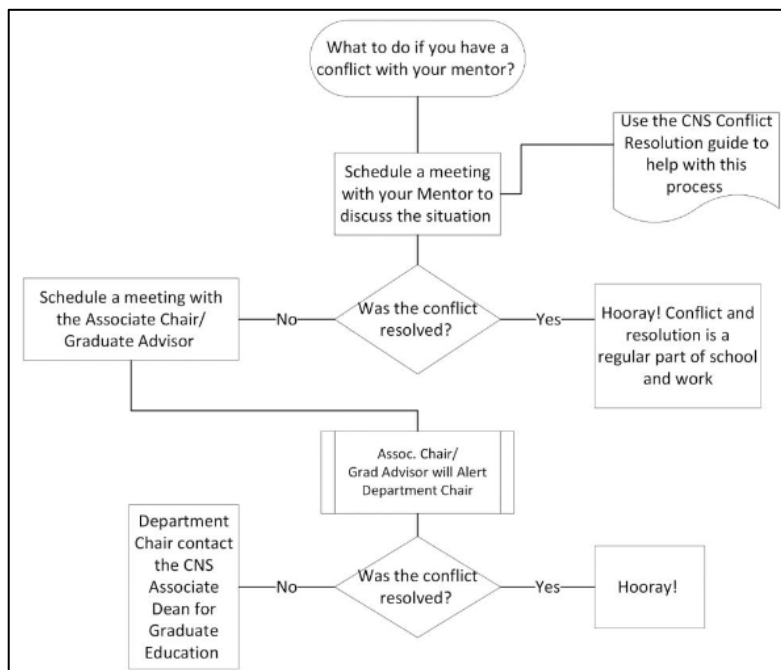 What to do if you have a
conflict with your mentor?
Use the CNS Conflict
Resolution guide to
help with this
process
Schedule a meeting
with your Mentor to
discuss the situation
Schedule a meeting with
the Associate Chair/
Graduate Advisor
No
Was the conflict
resolved?
Yes
Hooray! Conflict and
resolution is a
regular part of school
and work
Assoc. Chair/
Grad Advisor will Alert
Department Chair
Department
Chair contact
the CNS
Associate
Dean for
Graduate
Education
No
Was the conflict
resolved?
Yes
Hooray!